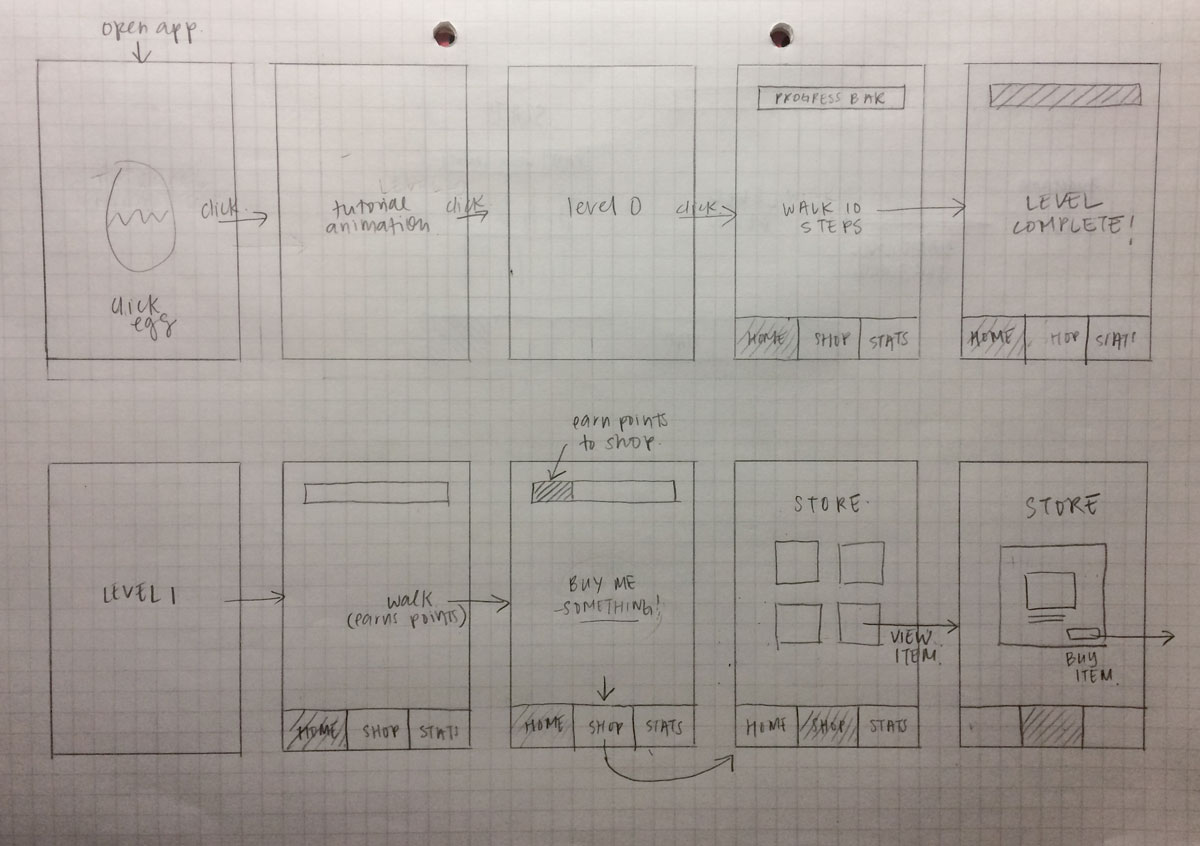 open app.
click
egg
click
tutorial
animation
click
level 0
click
PROGRESS BAR
WALK 10
STEPS
HOME
SHOP
STATS
LEVEL
COMPLETE!
HOME
HOP
STATS
LEVEL 1
walk
(earns points)
HOME
SHOP
STATS
earn points
to shop.
BUY ME
SOMETHING!
HOME
SHOP
STATS
STORE
VIEW
ITEM.
HOME
SHOP
STATS
STORE
BUY
ITEM.